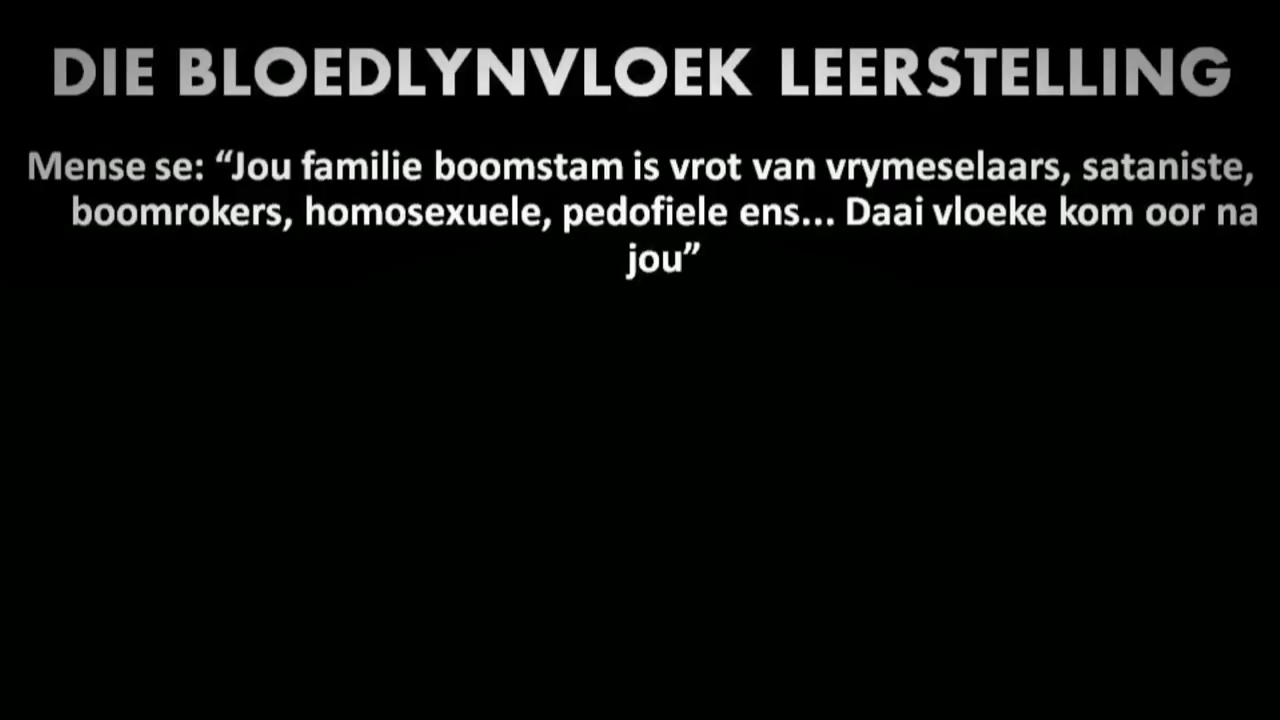 DIE BLOEDLYNVLOEK LEERSTELLING
Mense se: “Jou familie boomstam is vrot van vrymeselaars, sataniste,
boomrokers, homosexuele, pedofiele ens... Daai vloeke kom oor na
jou”